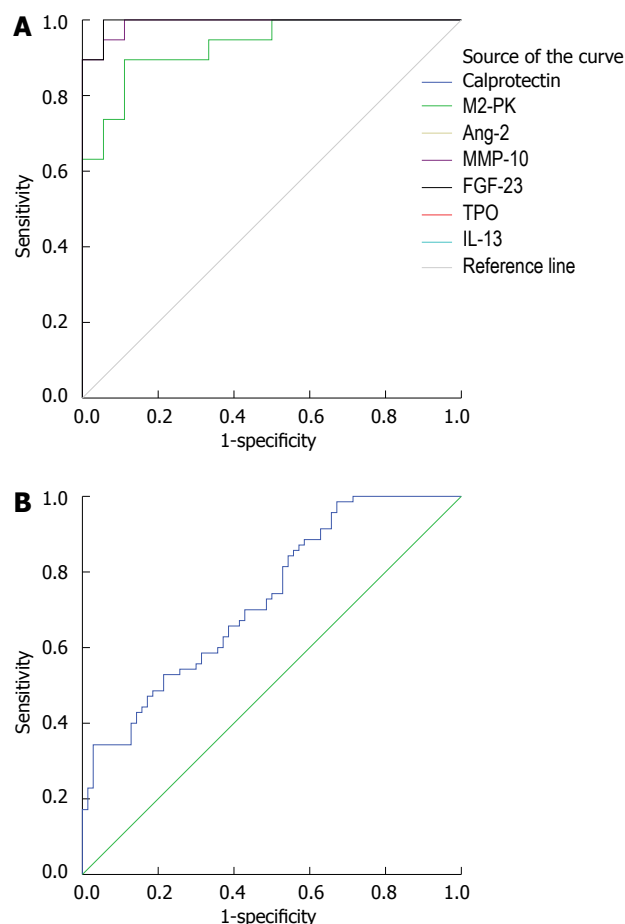 A
1.0
0.8
0.6
0.4
0.2
0.0
Sensitivity
0.0 0.2 0.4 0.6 0.8 1.0
1-specificity
Source of the curve
Calprotectin
M2-PK
Ang-2
MMP-10
FGF-23
TPO
IL-13
Reference line
B
1.0
0.8
0.6
0.4
0.2
0.0
Sensitivity
0.0 0.2 0.4 0.6 0.8 1.0
1-specificity